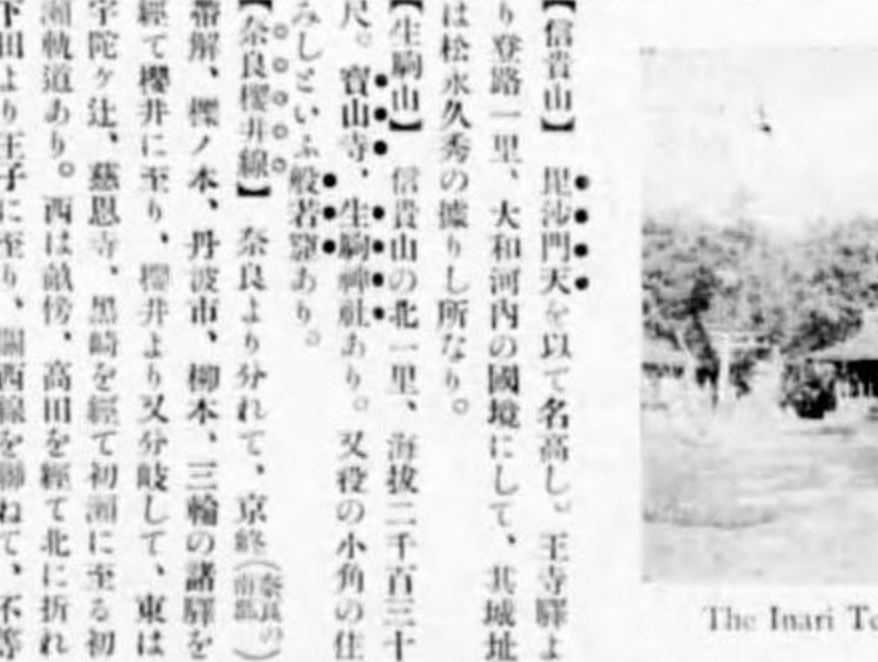 【信貴山】 毘沙門天を以て名高し。王寺驛よ
り登路一里、大和河内の國境にして、其城址
は松永久秀の據りし所なり。
【生駒山】 信貴山の北一里、海拔二千百三十
尺。寶山寺、生駒神社あり。又役の小角の住
みしといふ般若窟あり。
【奈良櫻井線】 奈良より分れて、京終(奈良の南部)
帶解、櫟ノ本、丹波市、柳本、三輪の諸驛を
經て櫻井に至り、櫻井より又分岐して、東は
宇陀ヶ辻、慈恩寺、黒崎を經て初瀬に至る初
瀬軌道あり。西は畝傍、高田を經て北に折れ
下田より王子に至り、關西線を聯ねて、不等
The Inari Te